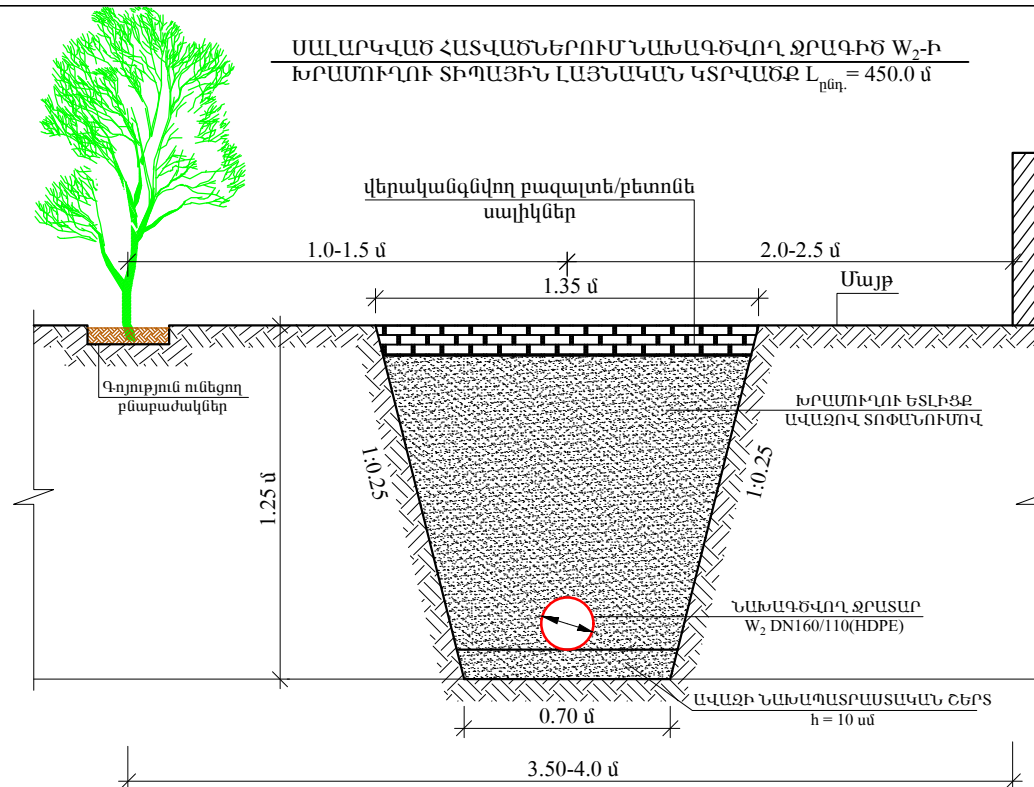 ՍԱԼԱՐԿՎԱԾ ՀԱՏՎԱԾՆԵՐՈՒՄ ՆԱԽԱԳԾՎՈՂ ՋՐԱԳԻԾ W₂-Ի
ԽՐԱՄՈՒՂՈՒ ՏԻՊԱՅԻՆ ԼԱՅՆԱԿԱՆ ԿՏՐՎԱԾՔ Lընդ. = 450.0 մ
վերականգնվող բազալտե/բետոնե
սալիկներ
1.0-1.5 մ
2.0-2.5 մ
1.35 մ
Մայթ
Գոյություն ունեցող
բնաբաժակներ
ԽՐԱՄՈՒՂՈՒ ԵՏԼԻՑՔ
ԱՎԱԶՈՎ ՏՈՓԱՆՈՒՄՈՎ
1:0.25
1:0.25
1.25 մ
ՆԱԽԱԳԾՎՈՂ ՋՐԱՏԱՐ
W₂ DN160/110(HDPE)
ԱՎԱԶԻ ՆԱԽԱՊԱՏՐԱՍՏԱԿԱՆ ՇԵՐՏ
h = 10 սմ
0.70 մ
3.50-4.0 մ